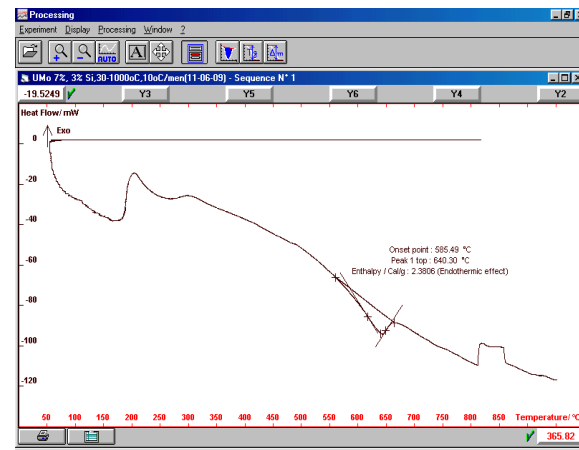 Processing
Experiment Display Processing Window ?
AUTO A
UMo 7%, 3% Si,30-1000oC,10oC/men(11-06-09) - Sequence N° 1
-19.5249 Y3 Y5 Y6 Y4 Y2
Heat Flow/ mW
Exo
0
-20
-40
-60
-80
-100
-120
Onset point : 585.49 °C
Peak 1 top : 640.30 °C
Enthalpy / Cal/g : 2.3806 (Endothermic effect)
50 100 150 200 250 300 350 400 450 500 550 600 650 700 750 800 850 Temperature/ °C
365.82